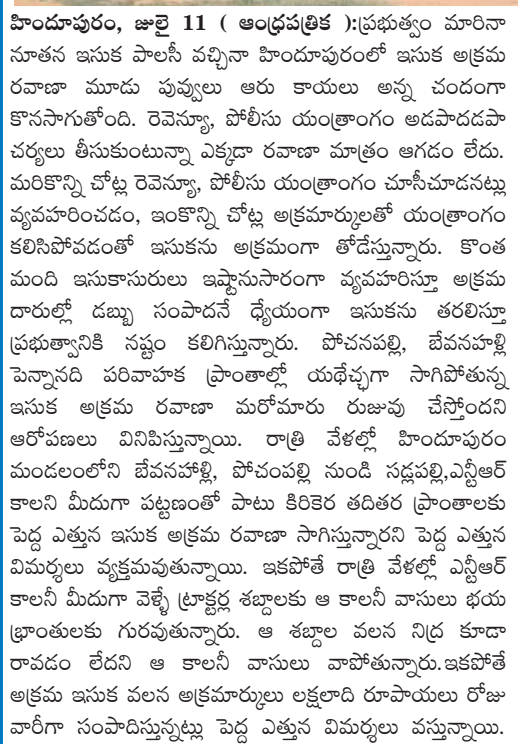 హిందూపురం, జులై 11 ( ఆంధ్రపత్రిక ):ప్రభుత్వం మారినా
నూతన ఇసుక పాలసీ వచ్చినా హిందూపురంలో ఇసుక అక్రమ
రవాణా మూడు పువ్వులు ఆరు కాయలు అన్న చందంగా
కొనసాగుతోంది. రెవెన్యూ, పోలీసు యంత్రాంగం అడపాదడపా
చర్యలు తీసుకుంటున్నా ఎక్కడా రవాణా మాత్రం ఆగడం లేదు.
మరికొన్ని చోట్ల రెవెన్యూ, పోలీసు యంత్రాంగం చూసీచూడనట్లు
వ్యవహరించడం, ఇంకొన్ని చోట్ల అక్రమార్కులతో యంత్రాంగం
కలిసిపోవడంతో ఇసుకను అక్రమంగా తోడేస్తున్నారు. కొంత
మంది ఇసుకాసురులు ఇష్టానుసారంగా వ్యవహరిస్తూ అక్రమ
దారుల్లో డబ్బు సంపాదనే ధ్యేయంగా ఇసుకను తరలిస్తూ
ప్రభుత్వానికి నష్టం కలిగిస్తున్నారు. పోచనపల్లి, బేవనహళ్లి
పెన్నానది పరివాహక ప్రాంతాల్లో యథేచ్ఛగా సాగిపోతున్న
ఇసుక అక్రమ రవాణా మరోమారు రుజువు చేస్తోందని
ఆరోపణలు వినిపిస్తున్నాయి. రాత్రి వేళల్లో హిందూపురం
మండలంలోని బేవనహాళ్లి, పోచంపల్లి నుండి సడ్లపల్లి,ఎన్టీఆర్
కాలని మీదుగా పట్టణంతో పాటు కిరికెర తదితర ప్రాంతాలకు
పెద్ద ఎత్తున ఇసుక అక్రమ రవాణా సాగిస్తున్నారని పెద్ద ఎత్తున
విమర్శలు వ్యక్తమవుతున్నాయి. ఇకపోతే రాత్రి వేళల్లో ఎన్టీఆర్
కాలనీ మీదుగా వెళ్ళే ట్రాక్టర్ల శబ్దాలకు ఆ కాలనీ వాసులు భయ
భ్రాంతులకు గురవుతున్నారు. ఆ శబ్దాల వలన నిద్ర కూడా
రావడం లేదని ఆ కాలనీ వాసులు వాపోతున్నారు.ఇకపోతే
అక్రమ ఇసుక వలన అక్రమార్కులు లక్షలాది రూపాయలు రోజు
వారీగా సంపాదిస్తున్నట్లు పెద్ద ఎత్తున విమర్శలు వస్తున్నాయి.